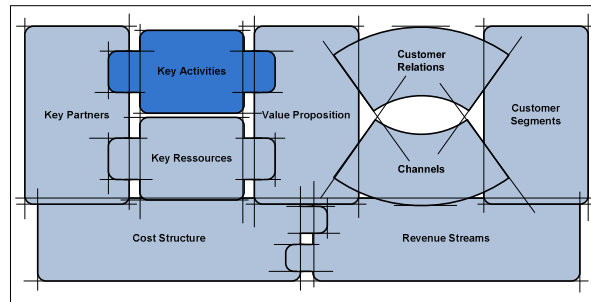 Key Partners
Key Activities
Key Ressources
Value Proposition
Customer
Relations
Channels
Customer
Segments
Cost Structure
Revenue Streams